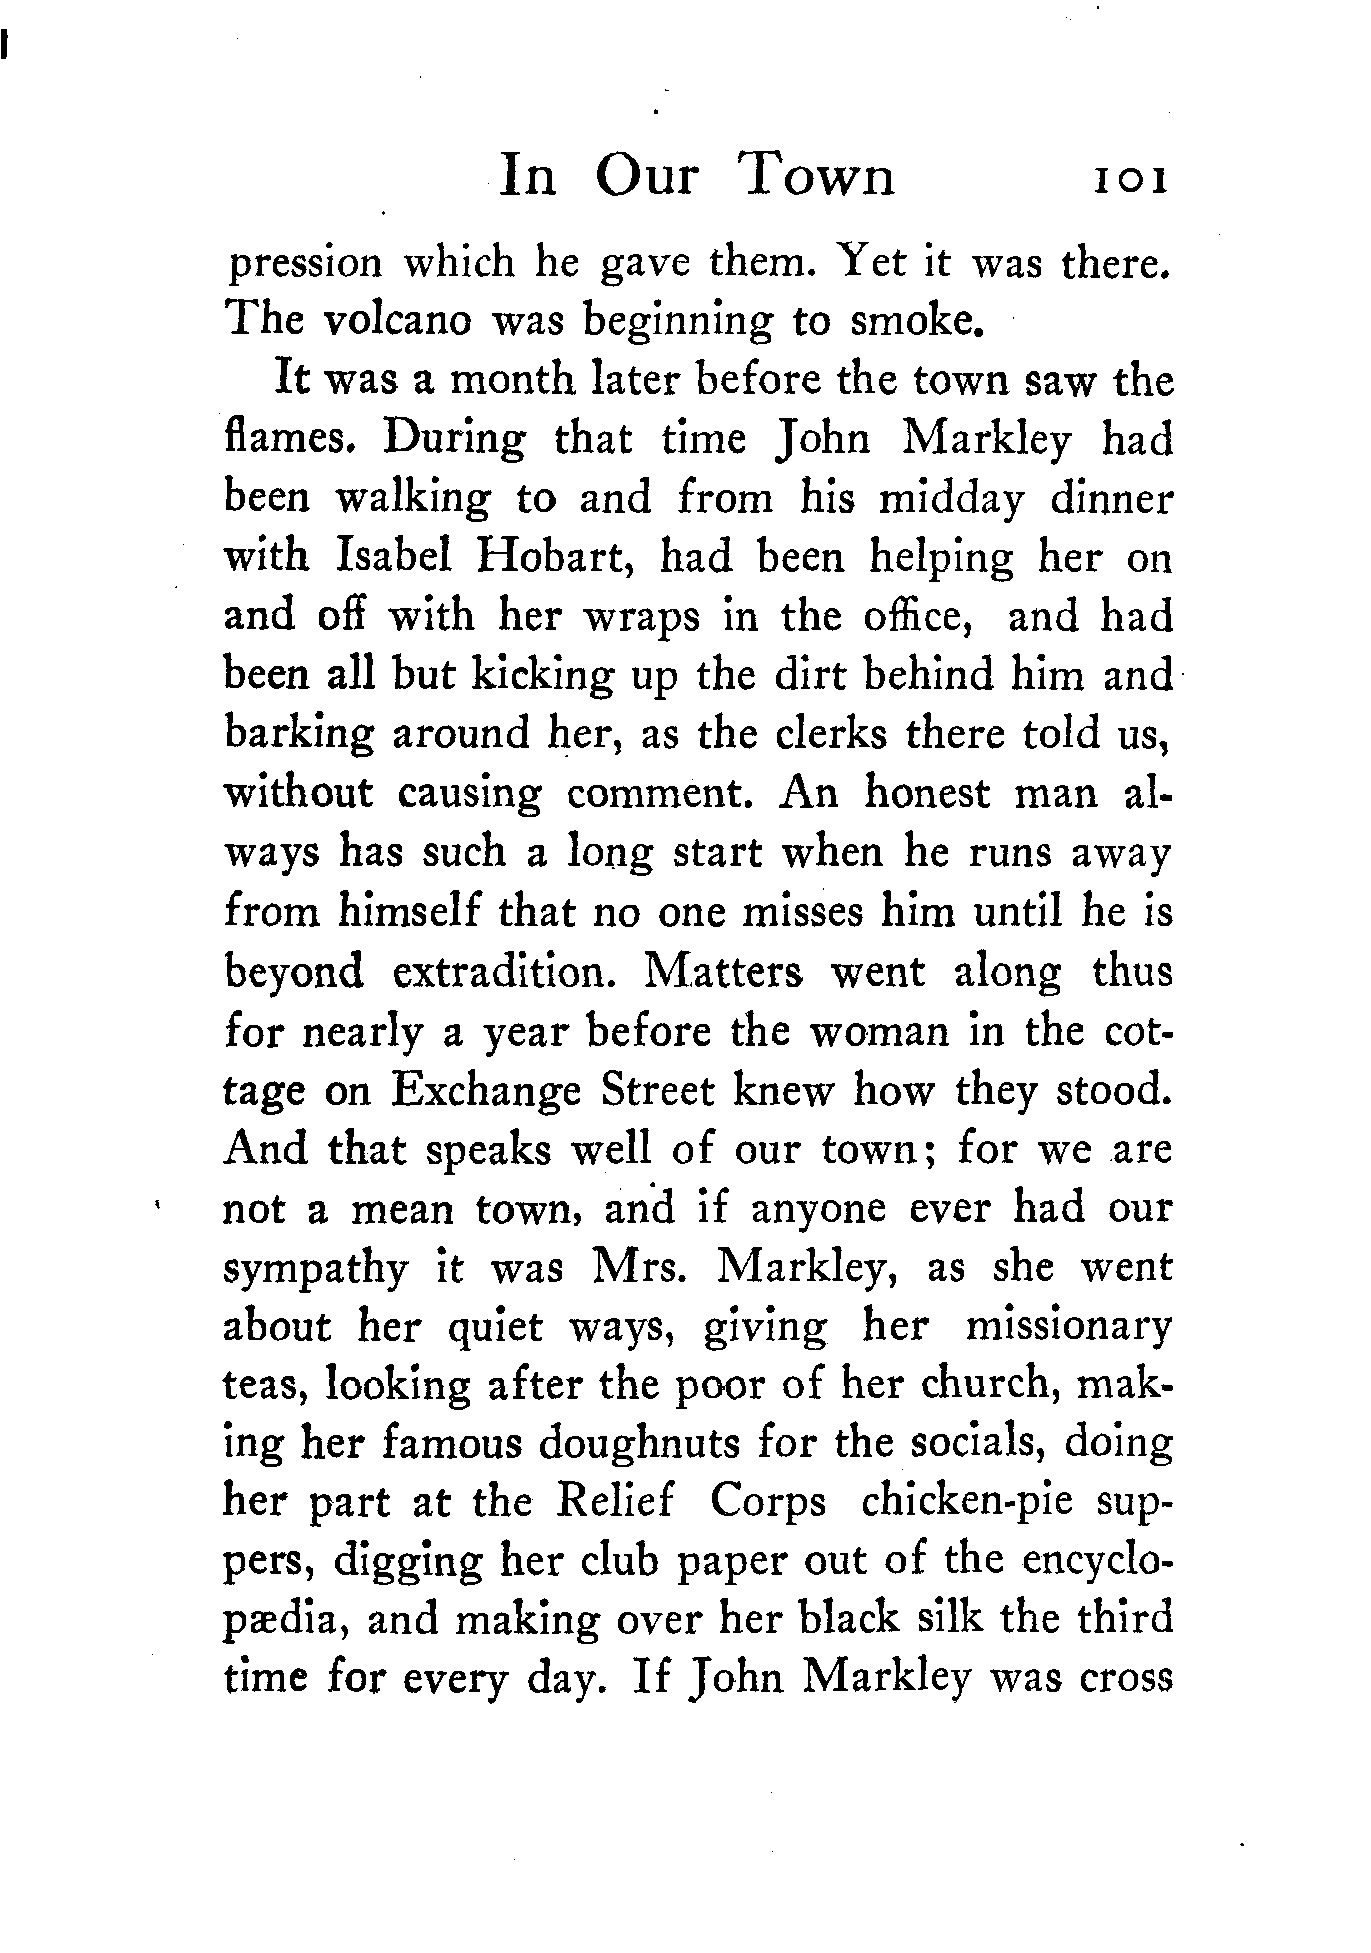 In Our Town 101
pression which he gave them. Yet it was there.
The volcano was beginning to smoke.
It was a month later before the town saw the
flames. During that time John Markley had
been walking to and from his midday dinner
with Isabel Hobart, had been helping her on
and off with her wraps in the office, and had
been all but kicking up the dirt behind him and
barking around her, as the clerks there told us,
without causing comment. An honest man al-
ways has such a long start when he runs away
from himself that no one misses him until he is
beyond extradition. Matters went along thus
for nearly a year before the woman in the cot-
tage on Exchange Street knew how they stood.
And that speaks well of our town; for we are
not a mean town, and if anyone ever had our
sympathy it was Mrs. Markley, as she went
about her quiet ways, giving her missionary
teas, looking after the poor of her church, mak-
ing her famous doughnuts for the socials, doing
her part at the Relief Corps chicken-pie sup-
pers, digging her club paper out of the encyclo-
pædia, and making over her black silk the third
time for every day. If John Markley was cross